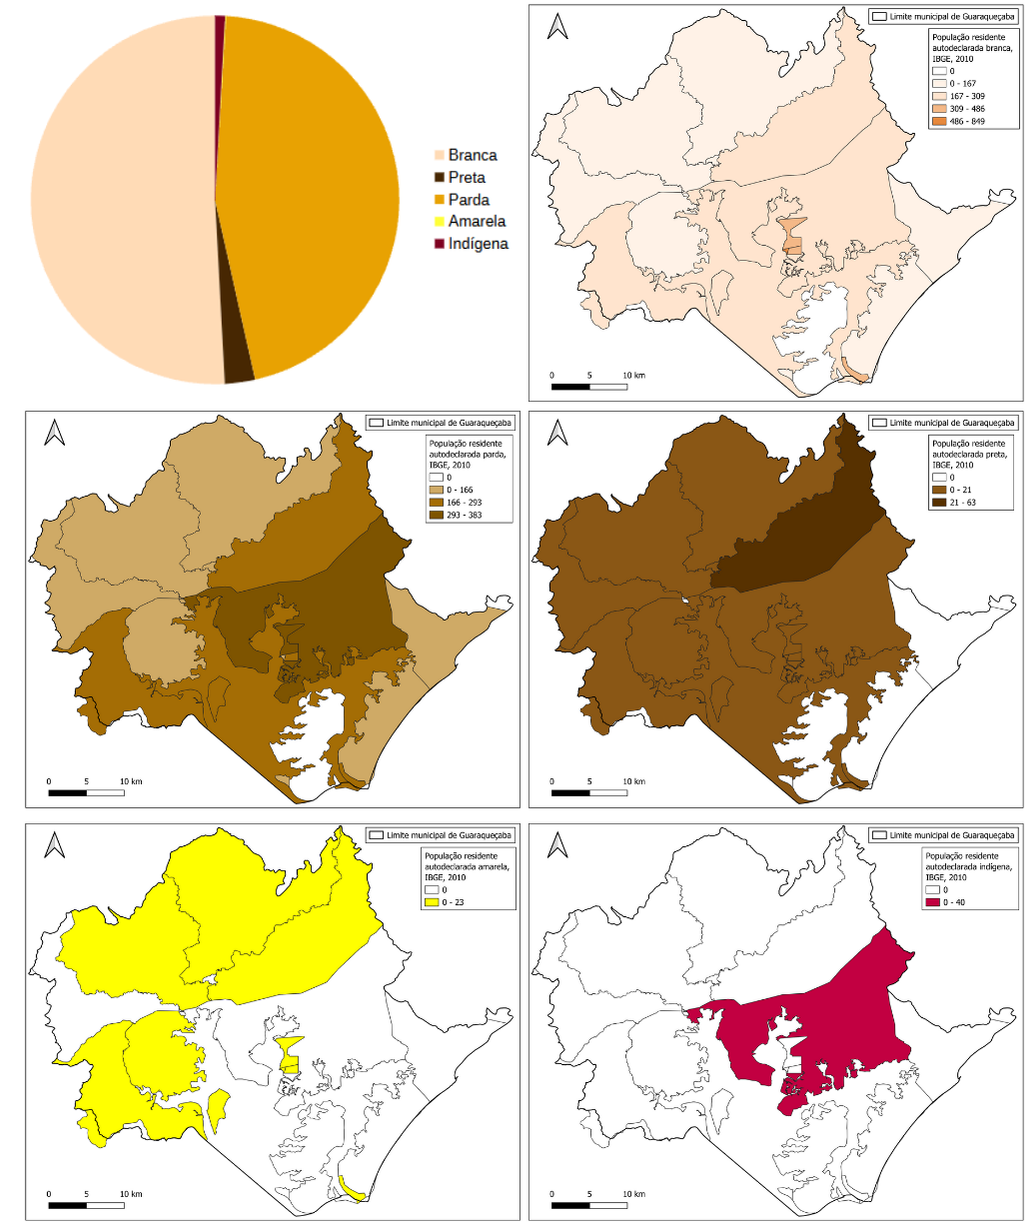 Branca
Preta
Parda
Amarela
Indígena
Limite municipal de Guaraqueçaba
População residente
autodeclarada branca,
IBGE, 2010
0
0 - 167
167 - 309
309 - 486
486 - 849
0 5 10 km
Limite municipal de Guaraqueçaba
População residente
autodeclarada parda,
IBGE, 2010
0
0 - 166
166 - 293
293 - 383
0 5 10 km
Limite municipal de Guaraqueçaba
População residente
autodeclarada preta,
IBGE, 2010
0
0 - 21
21 - 63
0 5 10 km
Limite municipal de Guaraqueçaba
População residente
autodeclarada amarela,
IBGE, 2010
0
0 - 23
0 5 10 km
Limite municipal de Guaraqueçaba
População residente
autodeclarada indígena,
IBGE, 2010
0
0 - 40
0 5 10 km